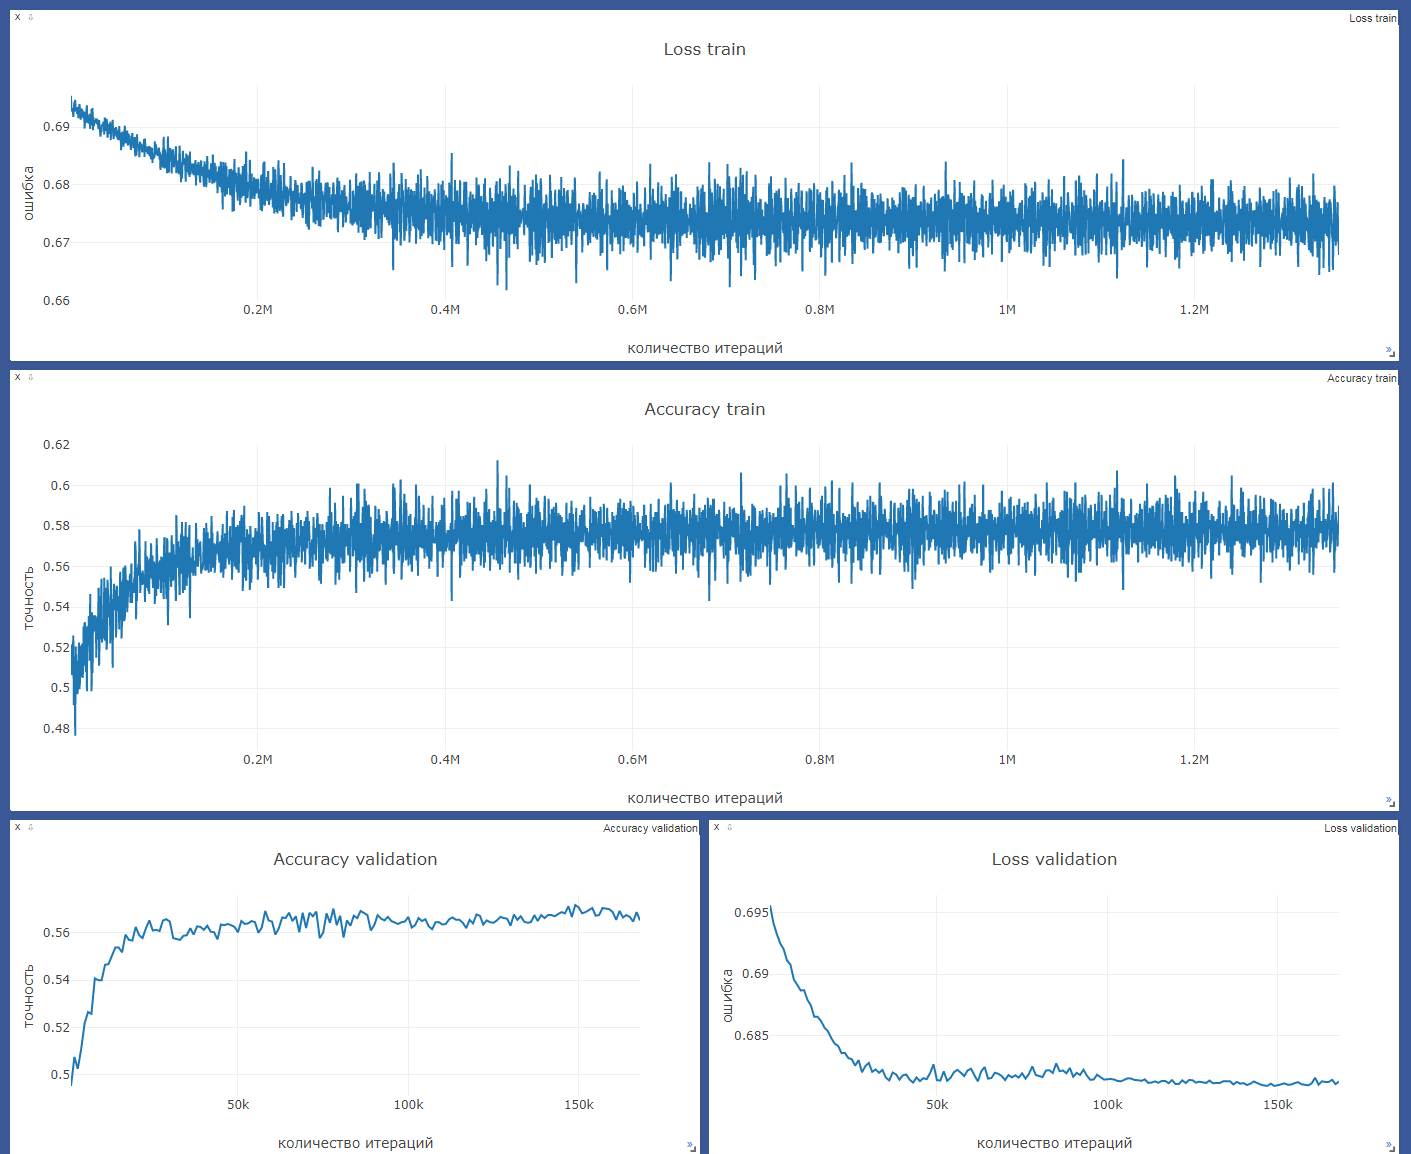 X ⇩ Loss train
Loss train
0.69
0.68
0.67
0.66
ошибка
0.2M 0.4M 0.6M 0.8M 1M 1.2M
количество итераций
»
X ⇩ Accuracy train
Accuracy train
0.62
0.6
0.58
0.56
0.54
0.52
0.5
0.48
точность
0.2M 0.4M 0.6M 0.8M 1M 1.2M
количество итераций
»
X ⇩ Accuracy validation
Accuracy validation
0.56
0.54
0.52
0.5
точность
50k 100k 150k
количество итераций
»
X ⇩ Loss validation
Loss validation
0.695
0.69
0.685
ошибка
50k 100k 150k
количество итераций
»